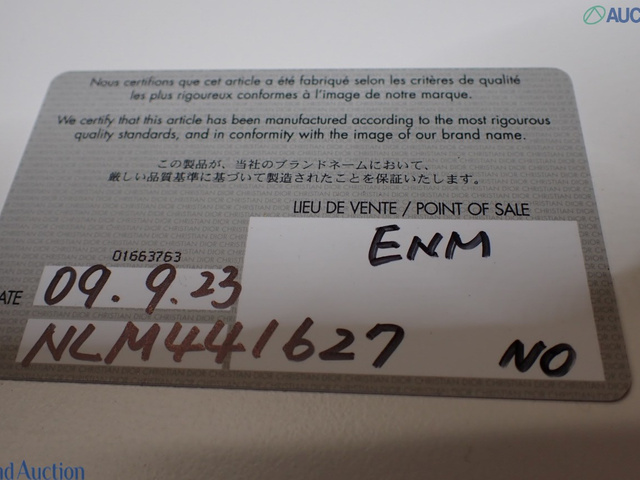 AUC
Nous certifions que cet article a été fabriqué selon les critères de qualité
les plus rigoureux conformes à l'image de notre marque.
We certify that this article has been manufactured according to the most rigourous
quality standards, and in conformity with the image of our brand name.
この製品が、当社のブランドネームにおいて、
厳しい品質基準に基づいて製造されたことを保証いたします。
LIEU DE VENTE / POINT OF SALE
ENM
01663763
ATE 09.9.23
NLM441627 NO
nd Auction